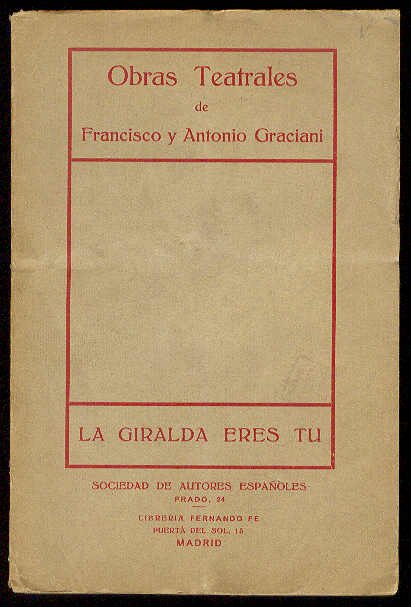 Obras Teatrales
de
Francisco y Antonio Graciani
LA GIRALDA ERES TU
SOCIEDAD DE AUTORES ESPAÑOLES
PRADO, 24
LIBRERIA FERNANDO FE
PUERTA DEL SOL, 15
MADRID